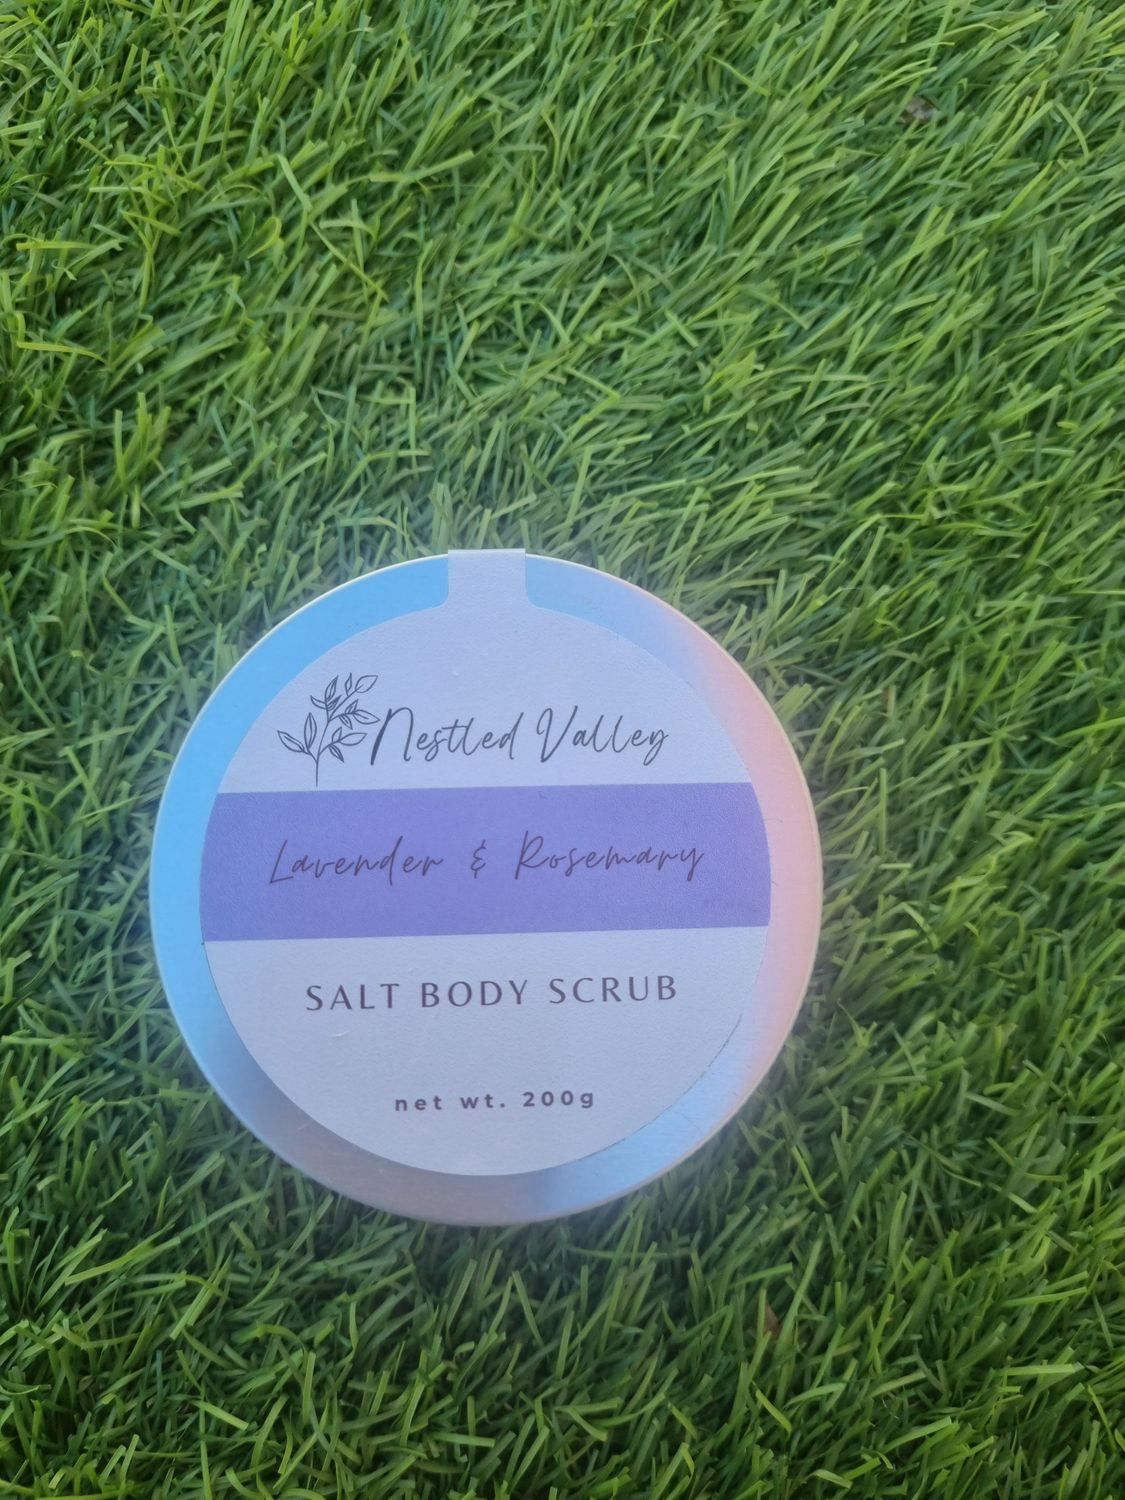 Nestled Valley
Lavender & Rosemary
SALT BODY SCRUB
net wt. 200g